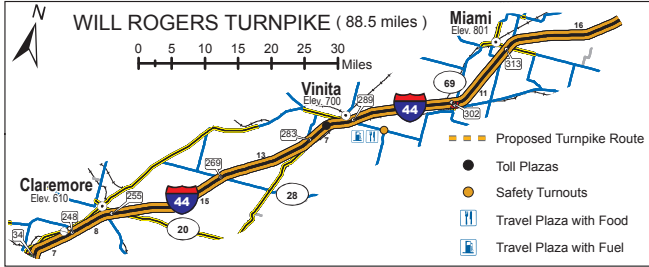 WILL ROGERS TURNPIKE ( 88.5 miles )
0 5 10 15 20 25 30
Miles
Miami
Elev. 801
16
313
69
11
302
Vinita
Elev. 700
289
44
283
7
13
269
28
Claremore
Elev. 610
255
44
15
20
248
8
34
7
Proposed Turnpike Route
Toll Plazas
Safety Turnouts
Travel Plaza with Food
Travel Plaza with Fuel